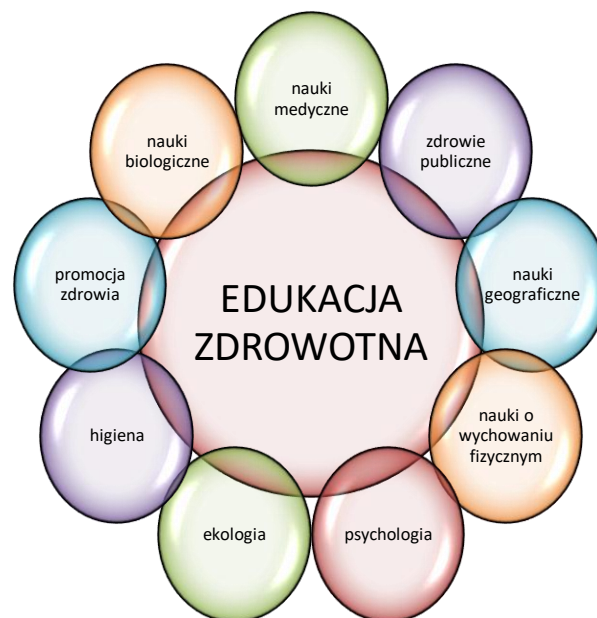 nauki
medyczne
zdrowie
publiczne
nauki
geograficzne
nauki o
wychowaniu
fizycznym
psychologia
ekologia
higiena
promocja
zdrowia
nauki
biologiczne
EDUKACJA
ZDROWOTNA